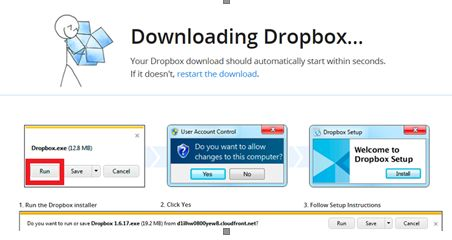 Downloading Dropbox...
Your Dropbox download should automatically start within seconds.
If it doesn't, restart the download.
Dropbox.exe (12.8 MB)
Run Save Cancel
User Account Control
Do you want to allow
changes to this computer?
Yes No
Dropbox Setup
Welcome to
Dropbox Setup
Install
1. Run the Dropbox installer
2. Click Yes
3. Follow Setup Instructions
Do you want to run or save Dropbox 1.6.17.exe (19.2 MB) from d1ilhw0800yew8.cloudfront.net?
Run Save Cancel